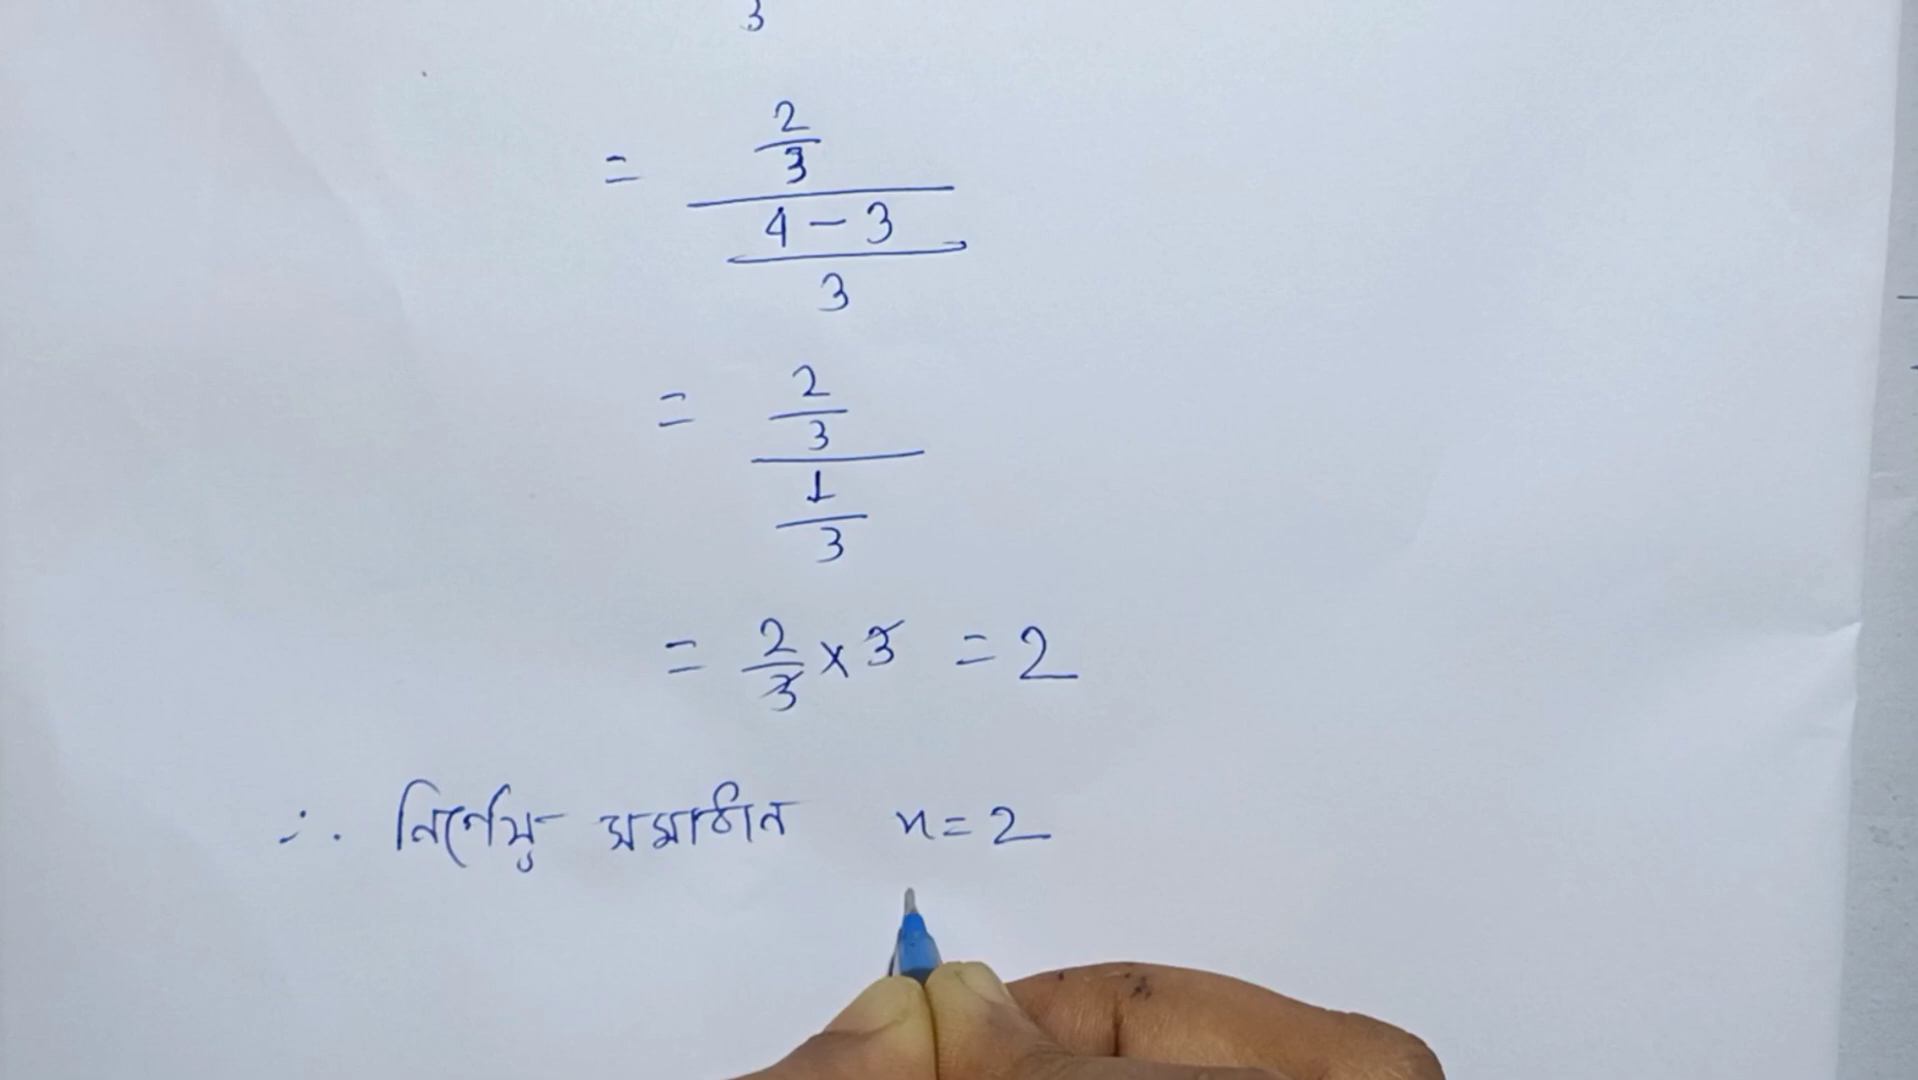 3
= 2/3 / (4 - 3)/3
= 2/3 / 1/3
= 2/3 × 3 = 2
∴ নির্ণেয় সমাধান x = 2